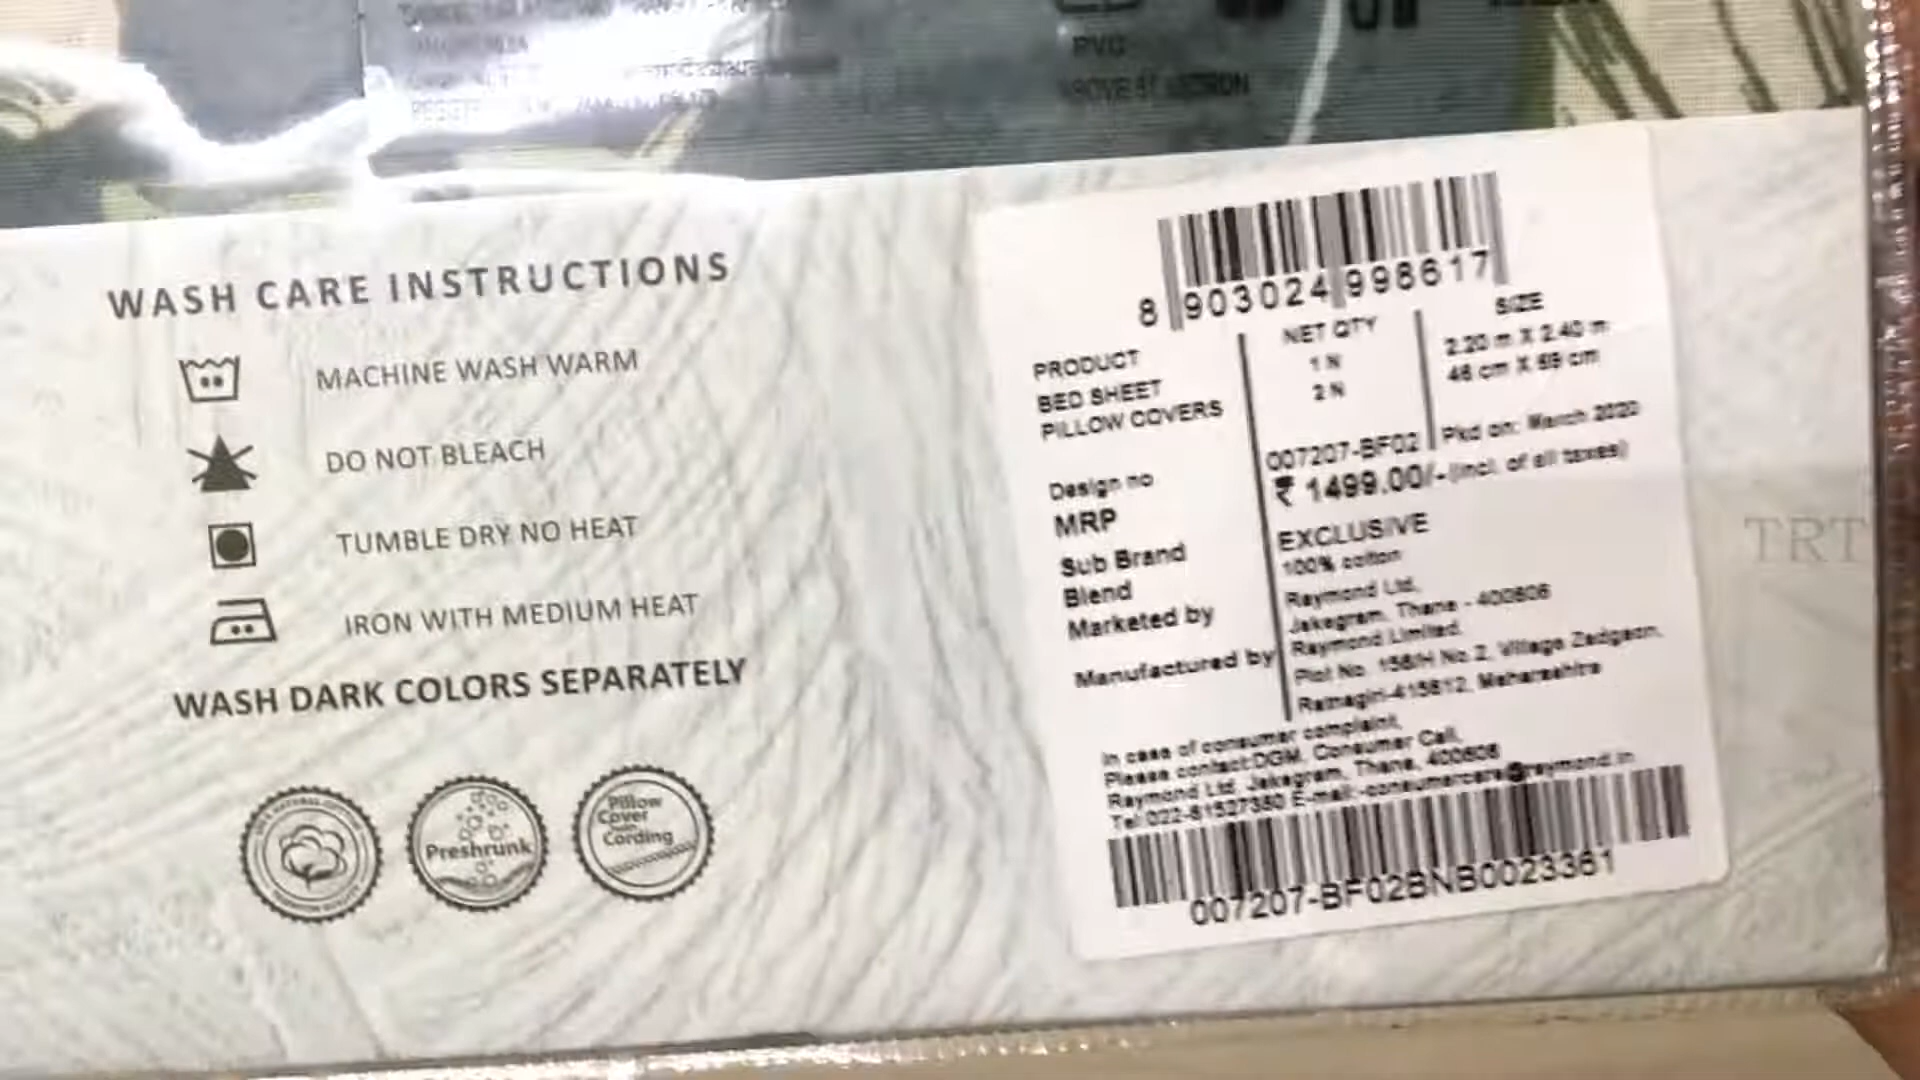 PVC
WASH CARE INSTRUCTIONS
MACHINE WASH WARM
DO NOT BLEACH
TUMBLE DRY NO HEAT
IRON WITH MEDIUM HEAT
WASH DARK COLORS SEPARATELY
Preshrunk
Pillow
Cover
Cording
8 903024 998617
PRODUCT NET QTY SIZE
BED SHEET 1 N 2.20 m X 2.40 m
PILLOW COVERS 2 N 46 cm X 69 cm
Design no 007207-BF02 Pkd on: March 2020
MRP ₹ 1499.00/-(incl. of all taxes)
Sub Brand EXCLUSIVE
Blend 100% cotton
Marketed by Raymond Ltd,
Jekegram, Thane - 400606
Manufactured by Raymond Limited,
Plot No. 156/H No.2, Village Zadgaon,
Ratnagiri-415612, Maharashtra
In case of consumer complaint,
Please contact:DGM, Consumer Cell,
Raymond Ltd. Jekegram, Thane, 400606
Tel:022-61527380 E-mail:-consumercare@raymond.in
007207-BF02BNB0023361
TRT